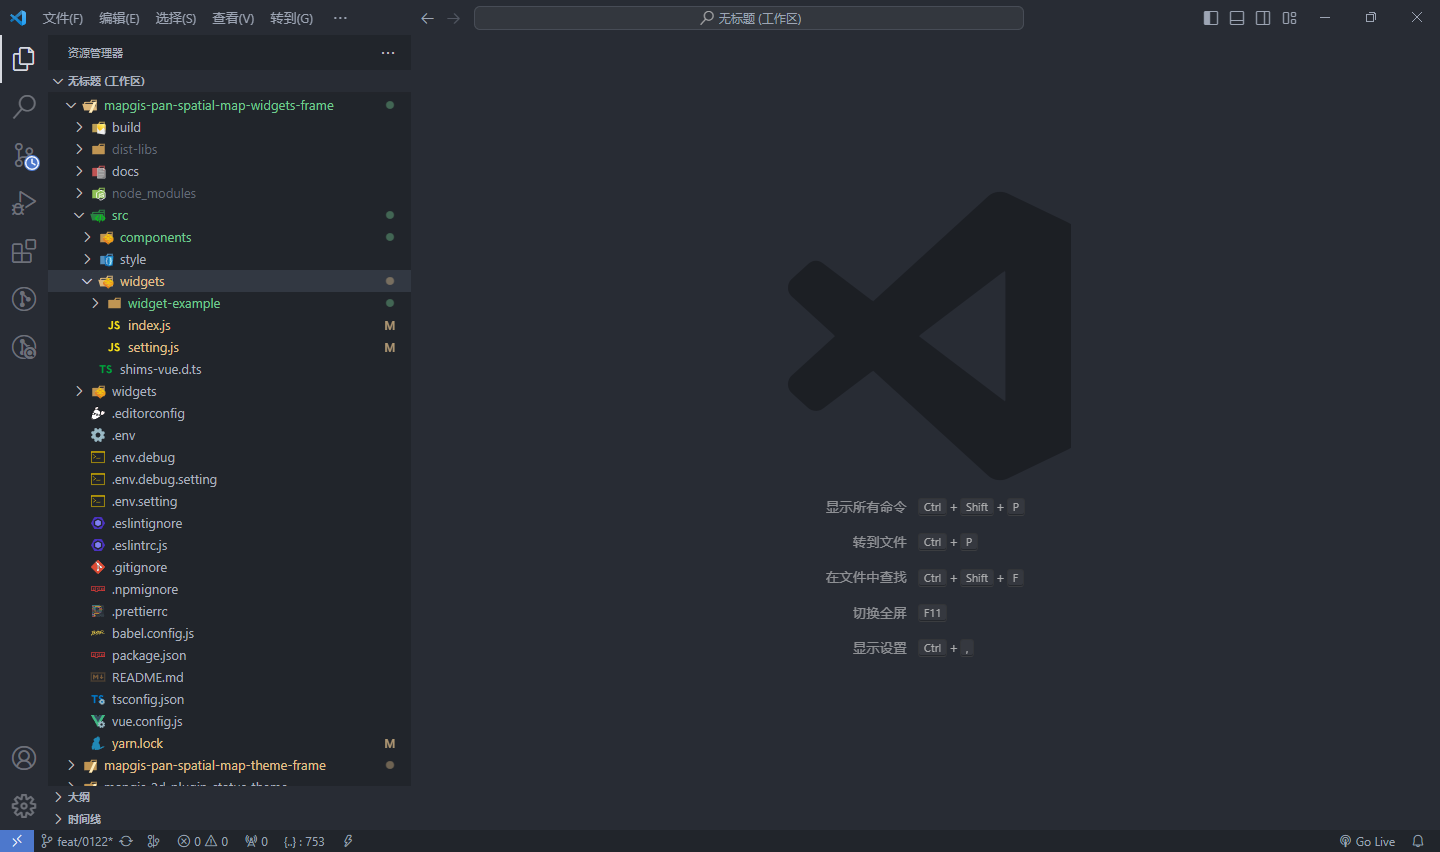 文件(F) 编辑(E) 选择(S) 查看(V) 转到(G) ···
无标题 (工作区)
资源管理器
无标题 (工作区)
mapgis-pan-spatial-map-widgets-frame
build
dist-libs
docs
node_modules
src
components
style
widgets
widget-example
JS index.js M
JS setting.js M
TS shims-vue.d.ts
widgets
.editorconfig
.env
.env.debug
.env.debug.setting
.env.setting
.eslintignore
.eslintrc.js
.gitignore
.npmignore
.prettierrc
babel.config.js
package.json
README.md
TS tsconfig.json
vue.config.js
yarn.lock M
mapgis-pan-spatial-map-theme-frame
mapgis-2d-plugin-status-theme
大纲
时间线
显示所有命令 Ctrl + Shift + P
转到文件 Ctrl + P
在文件中查找 Ctrl + Shift + F
切换全屏 F11
显示设置 Ctrl + ,
feat/0122* 0 0 0 {..} : 753 Go Live